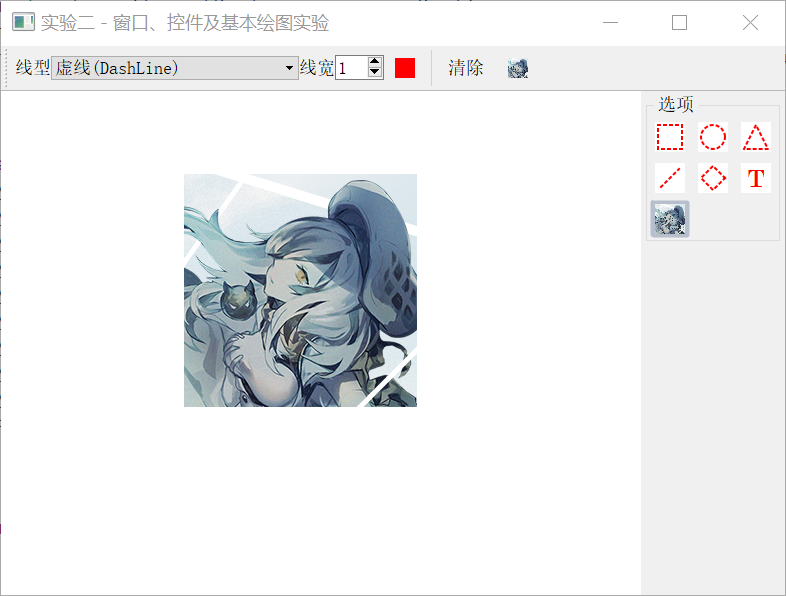 实验二 - 窗口、控件及基本绘图实验
线型 虚线(DashLine) 线宽 1 清除
选项
T